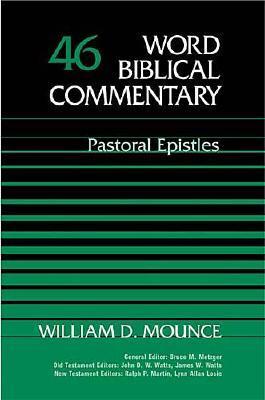 46 WORD
BIBLICAL
COMMENTARY
Pastoral Epistles
WILLIAM D. MOUNCE
General Editor: Bruce M. Metzger
Old Testament Editors: John D. W. Watts, James W. Watts
New Testament Editors: Ralph P. Martin, Lynn Allan Losie